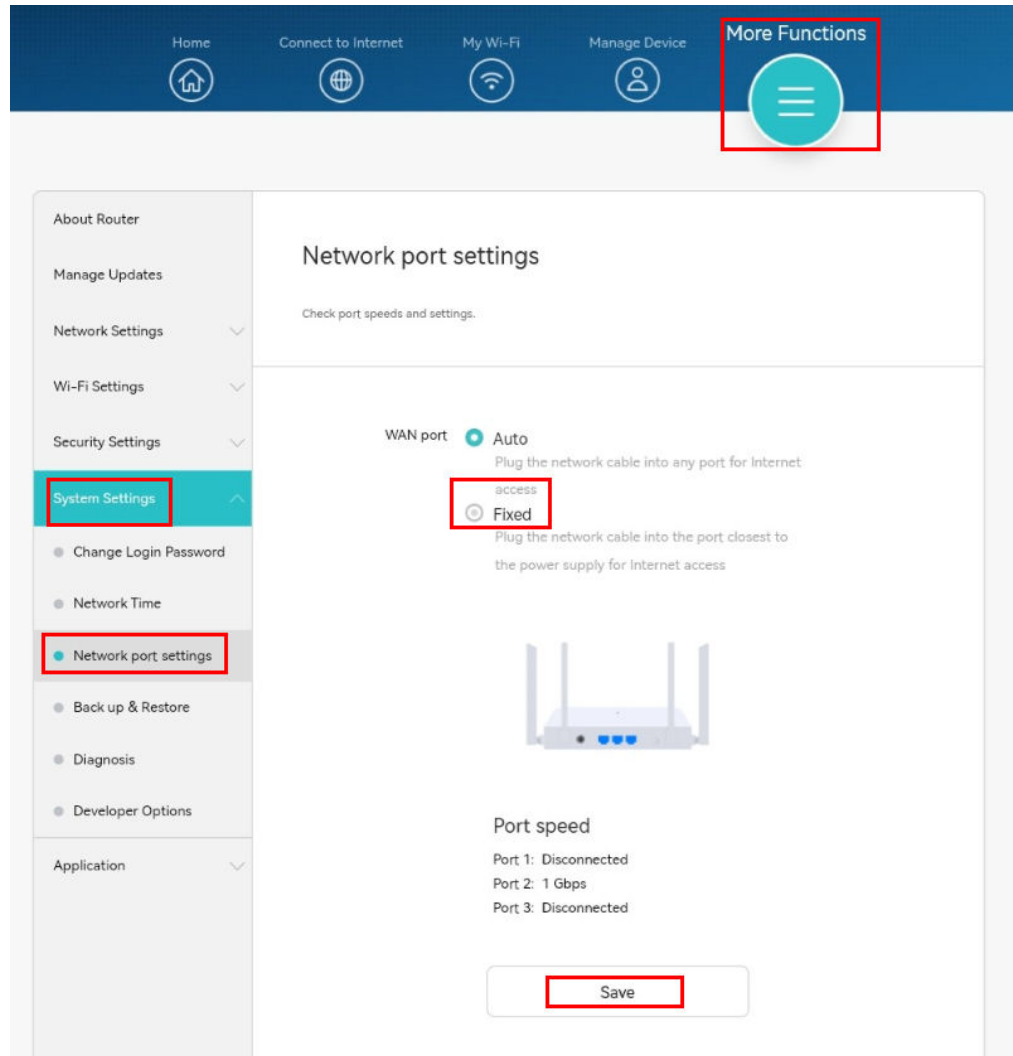 Home
Connect to Internet
My Wi-Fi
Manage Device
More Functions
About Router
Manage Updates
Network Settings
Wi-Fi Settings
Security Settings
System Settings
Change Login Password
Network Time
Network port settings
Back up & Restore
Diagnosis
Developer Options
Application
Network port settings
Check port speeds and settings.
WAN port
Auto
Plug the network cable into any port for Internet
access
Fixed
Plug the network cable into the port closest to
the power supply for Internet access
Port speed
Port 1: Disconnected
Port 2: 1 Gbps
Port 3: Disconnected
Save